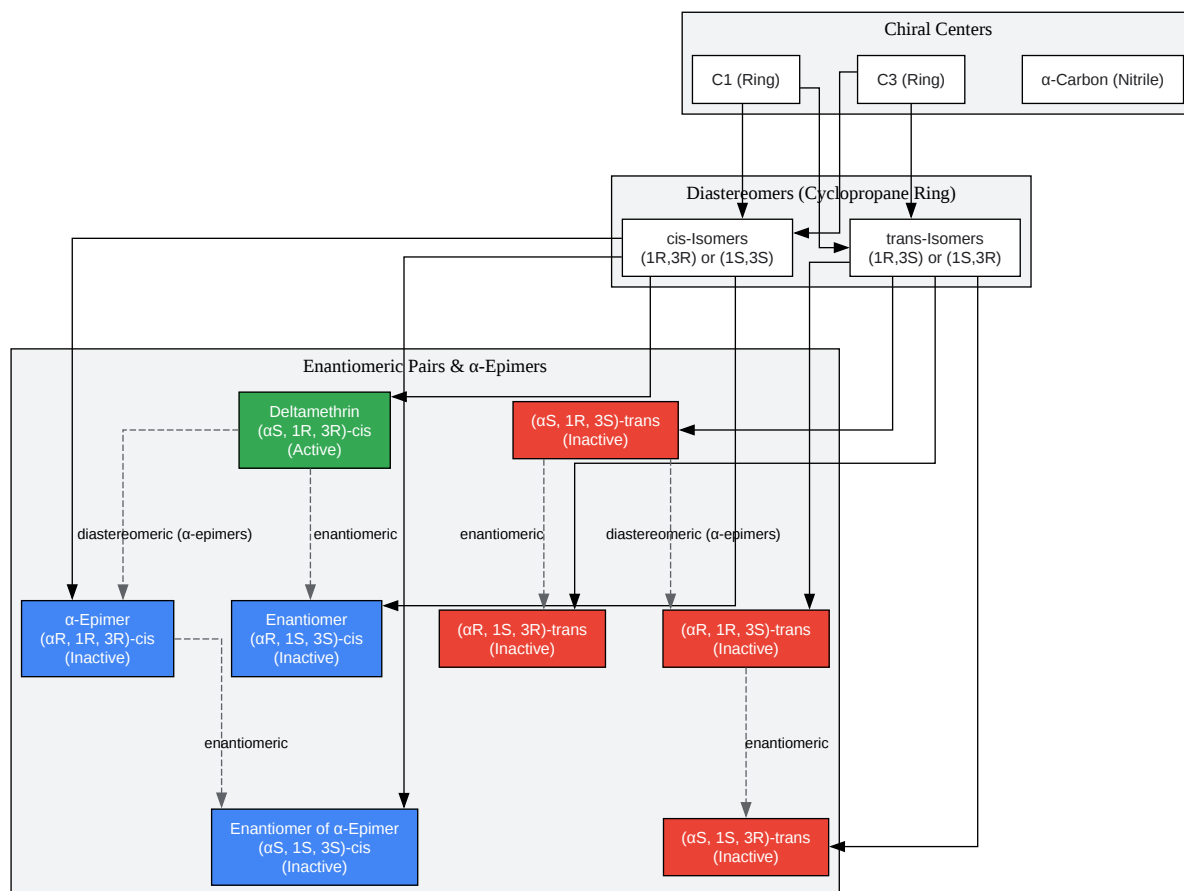 Chiral Centers
C1 (Ring)
C3 (Ring)
α-Carbon (Nitrile)
Diastereomers (Cyclopropane Ring)
cis-Isomers
(1R,3R) or (1S,3S)
trans-Isomers
(1R,3S) or (1S,3R)
Enantiomeric Pairs & α-Epimers
Deltamethrin
(αS, 1R, 3R)-cis
(Active)
(αS, 1R, 3S)-trans
(Inactive)
diastereomeric (α-epimers)
enantiomeric
enantiomeric
diastereomeric (α-epimers)
α-Epimer
(αR, 1R, 3R)-cis
(Inactive)
Enantiomer
(αR, 1S, 3S)-cis
(Inactive)
(αR, 1S, 3R)-trans
(Inactive)
(αR, 1R, 3S)-trans
(Inactive)
enantiomeric
enantiomeric
Enantiomer of α-Epimer
(αS, 1S, 3S)-cis
(Inactive)
(αS, 1S, 3R)-trans
(Inactive)